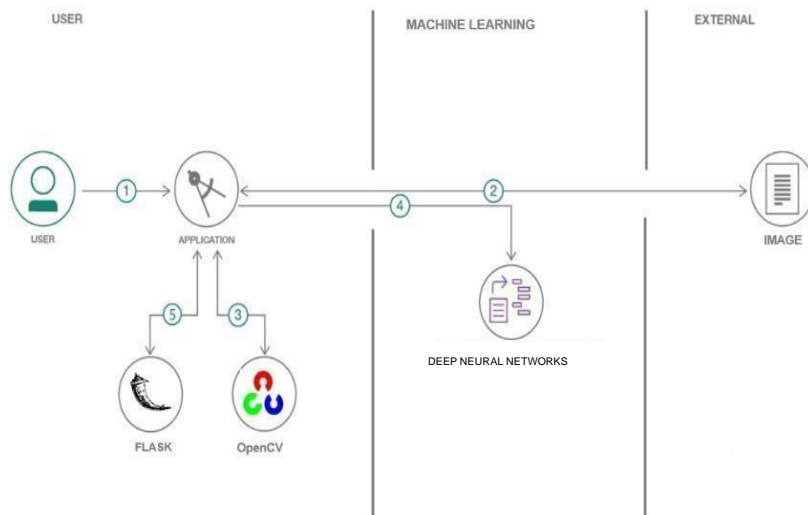 USER
MACHINE LEARNING
EXTERNAL
1
2
4
USER
APPLICATION
IMAGE
5
3
DEEP NEURAL NETWORKS
FLASK
OpenCV